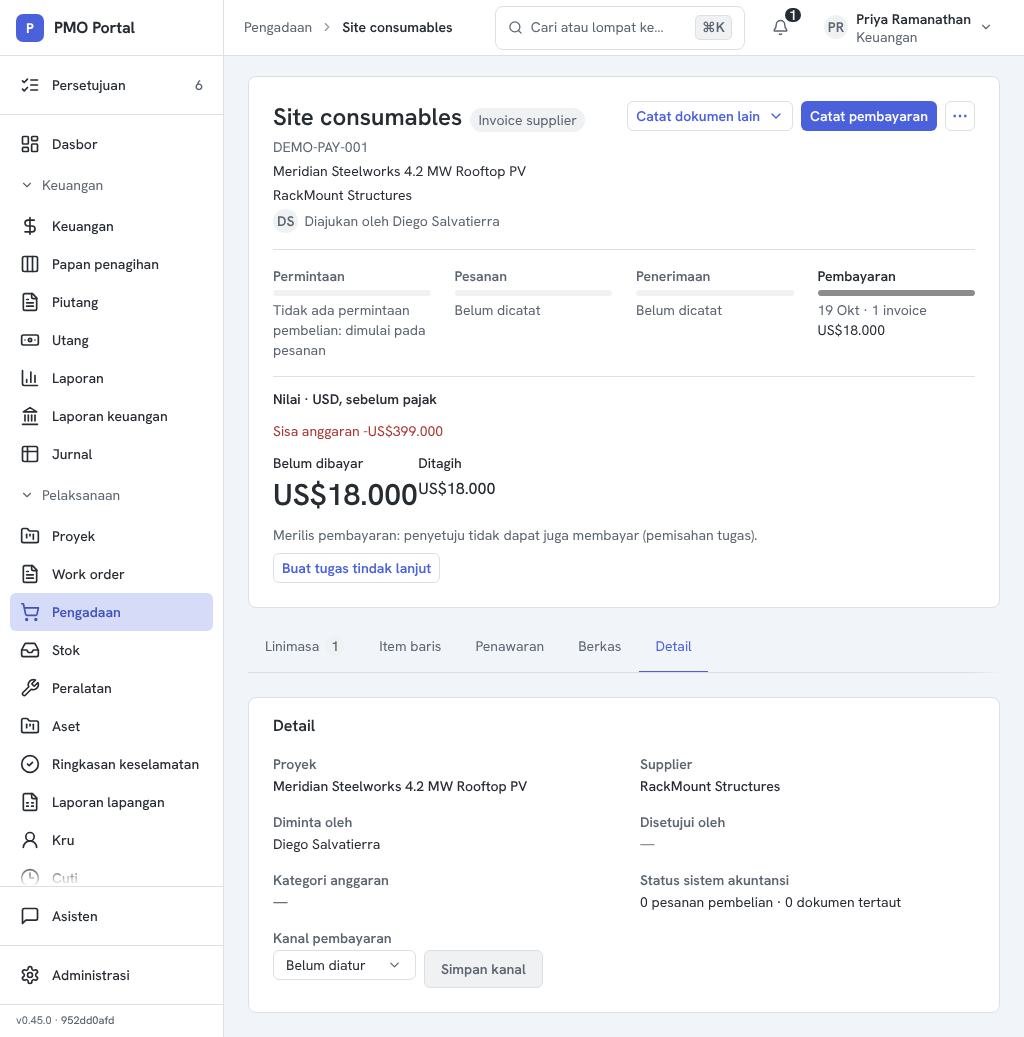 P PMO Portal
Pengadaan > Site consumables
Cari atau lompat ke... ⌘K
1
PR Priya Ramanathan
Keuangan
Persetujuan 6
Dasbor
Keuangan
Keuangan
Papan penagihan
Piutang
Utang
Laporan
Laporan keuangan
Jurnal
Pelaksanaan
Proyek
Work order
Pengadaan
Stok
Peralatan
Aset
Ringkasan keselamatan
Laporan lapangan
Kru
Cuti
Asisten
Administrasi
v0.45.0 · 952dd0afd
Site consumables Invoice supplier
Catat dokumen lain Catat pembayaran ...
DEMO-PAY-001
Meridian Steelworks 4.2 MW Rooftop PV
RackMount Structures
DS Diajukan oleh Diego Salvatierra
Permintaan
Tidak ada permintaan
pembelian: dimulai pada
pesanan
Pesanan
Belum dicatat
Penerimaan
Belum dicatat
Pembayaran
19 Okt · 1 invoice
US$18.000
Nilai · USD, sebelum pajak
Sisa anggaran -US$399.000
Belum dibayar
US$18.000
Ditagih
US$18.000
Merilis pembayaran: penyetuju tidak dapat juga membayar (pemisahan tugas).
Buat tugas tindak lanjut
Linimasa 1 Item baris Penawaran Berkas Detail
Detail
Proyek
Meridian Steelworks 4.2 MW Rooftop PV
Supplier
RackMount Structures
Diminta oleh
Diego Salvatierra
Disetujui oleh
—
Kategori anggaran
—
Status sistem akuntansi
0 pesanan pembelian · 0 dokumen tertaut
Kanal pembayaran
Belum diatur Simpan kanal